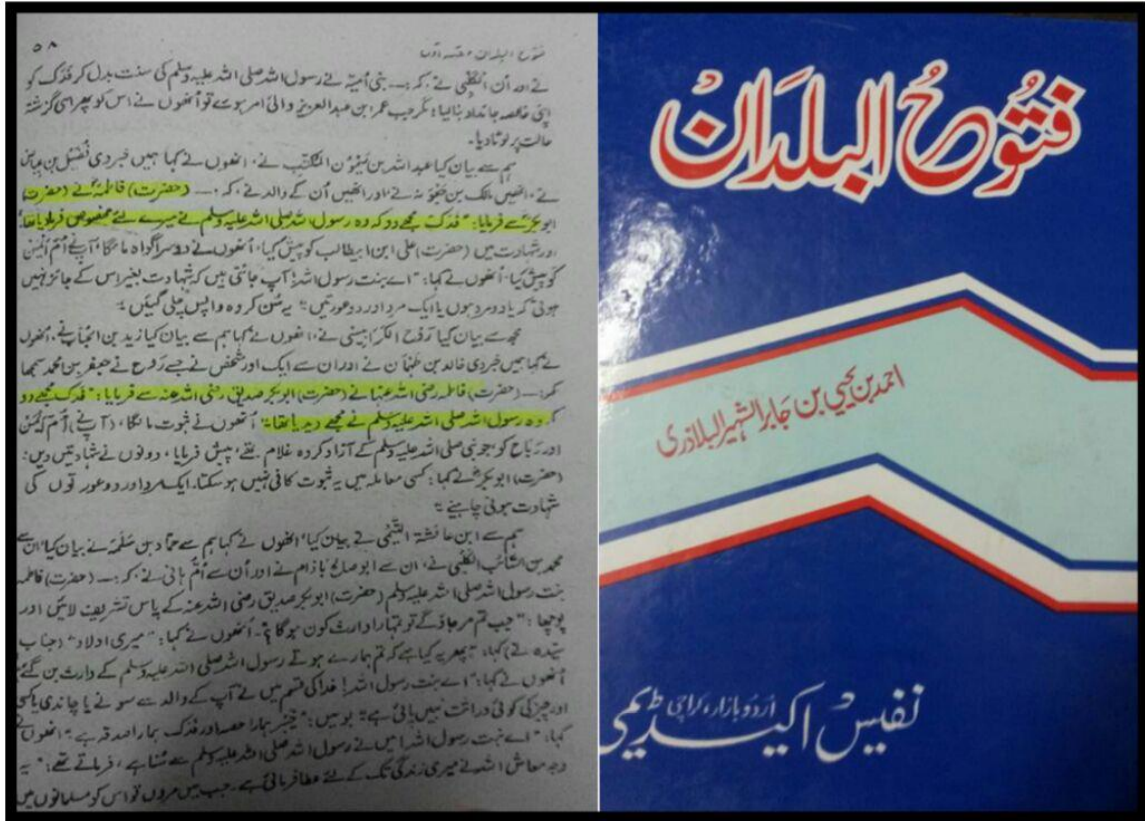 ۵۸
فتوح البلدان حصہ اول
نے اور ان الکلبی نے کہ :— بنی امیہ نے رسول اللہ صلی اللہ علیہ وسلم کی سنت بدل کر فدک کو
اپنی خالصہ جائداد بنا لیا؛ مگر جب عمر ابن عبدالعزیز والیٔ امر ہوے تو انھوں نے اس کو پھر اسی گزشتہ
حالت پر لوٹا دیا۔
ہم سے بیان کیا عبداللہ بن میمون المکتب نے، انھوں نے کہا ہمیں خبر دی فضیل بن عیاض
نے، انھیں مالک بن جعونہ نے، اور انھیں ان کے والد نے، کہ :— (حضرت) فاطمہؓ نے (حضرت)
ابوبکرؓ سے فرمایا: "فدک مجھے دو کہ وہ رسول اللہ صلی اللہ علیہ وسلم نے میرے لئے مخصوص فرما دیا تھا"
اور شہادت میں (حضرت) علی ابن ابیطالب کو پیش کیا، انھوں نے دوسرا گواہ مانگا، آپنے ام ایمن
کو پیش کیا، انھوں نے کہا: "اے بنت رسول اللہ! آپ جانتی ہیں کہ شہادت بغیر اس کے جائز نہیں
ہوتی کہ یا دو مرد ہوں یا ایک مرد اور دو عورتیں" یہ سُن کر وہ واپس چلی گئیں۔
مجھ سے بیان کیا رَوح الکرابیسی نے، انھوں نے کہا ہم سے بیان کیا زید بن الحباب نے، انھوں
نے کہا ہمیں خبر دی خالد بن طہمان نے اور ان سے ایک اور شخص نے جسے رَوح نے جعفر بن محمد سمجھا
کہ :— (حضرت) فاطمہ رضی اللہ عنہا نے (حضرت) ابوبکر صدیق رضی اللہ عنہ سے فرمایا: "فدک مجھے دو
کہ وہ رسول اللہ صلی اللہ علیہ وسلم نے مجھے دیدیا تھا" انھوں نے ثبوت مانگا، (آپنے) ام ایمن
اور رَباح کو، جو نبی صلی اللہ علیہ وسلم کے آزاد کردہ غلام تھے، پیش فرمایا، دونوں نے شہادتیں دیں:
(حضرت) ابوبکرؓ نے کہا: کسی معاملہ میں یہ ثبوت کافی نہیں ہو سکتا، ایک مرد اور دو عورتوں کی
شہادت ہونی چاہیئے"
ہم سے ابن عائشۃ التیمی نے بیان کیا، انھوں نے کہا ہم سے حماد بن سلمہ نے بیان کیا، ان سے
محمد بن السائب الکلبی نے، ان سے ابو صالح باذام نے اور ان سے اُمّ ہانی نے، کہ :— (حضرت) فاطمہ
بنت رسول اللہ صلی اللہ علیہ وسلم (حضرت) ابوبکر صدیق رضی اللہ عنہ کے پاس تشریف لائیں اور
پوچھا: "جب تم مر جاؤ گے تو تمہارا وارث کون ہوگا؟" انھوں نے کہا: "میری اولاد" (جناب
سیدہ نے) کہا: "پھر یہ کیا ہے کہ تم ہمارے ہوتے رسول اللہ صلی اللہ علیہ وسلم کے وارث بن گئے"
انھوں نے کہا: "اے بنت رسول اللہ! خدا کی قسم میں نے آپ کے والد سے سونے یا چاندی یا کسی
اور چیز کی کوئی وراثت نہیں پائی ہے" بولیں: "خیبر ہمارا حصہ اور فدک ہمارا صدقہ ہے" انھوں نے
کہا: "اے بنت رسول اللہ! میں نے رسول اللہ صلی اللہ علیہ وسلم سے سُنا ہے، فرماتے تھے: "یہ
وجہ معاش اللہ نے میری زندگی تک کے لئے عطا فرمائی ہے۔ جب میں مروں تو اس کو مسلمانوں میں
فتوح البلدان
احمد بن یحیی بن جابر الشہیر البلاذری
نفیس اکیڈیمی
اردو بازار، کراچی